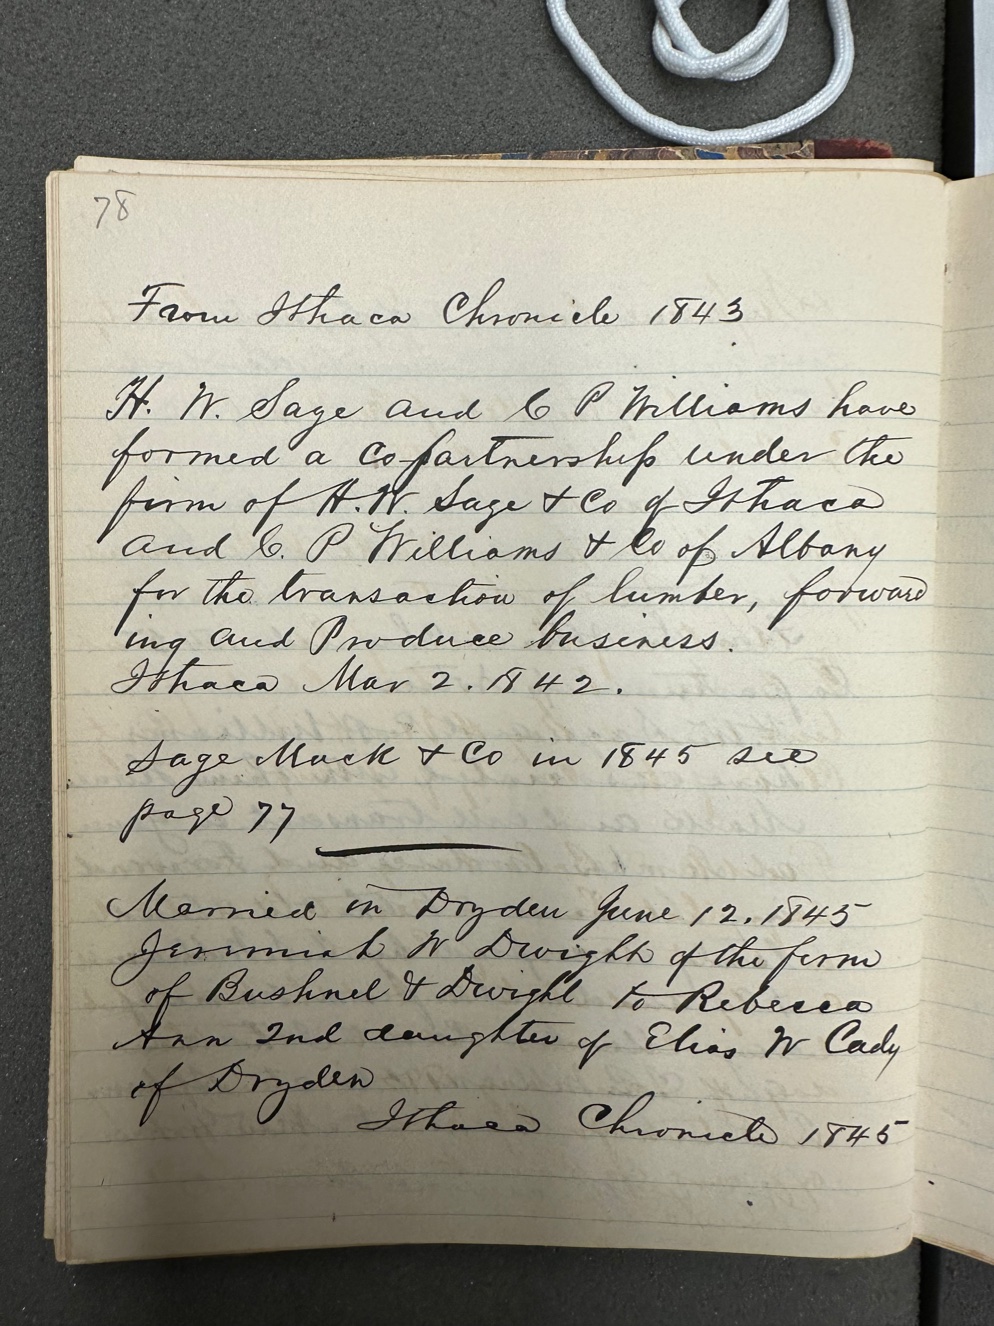 78
From Ithaca Chronicle 1843
H. W. Sage and C P Williams have
formed a Co-partnership under the
firm of H. W. Sage & Co of Ithaca
and C. P Williams & Co of Albany
for the transaction of lumber, forward
ing and Produce business.
Ithaca Mar 2. 1842.
Sage Mack & Co in 1845 see
page 77
Married in Dryden June 12. 1845
Jeremiah W Dwight of the firm
of Bushnel & Dwight to Rebecca
Ann 2nd daughter of Elias W Cady
of Dryden
Ithaca Chronicle 1845